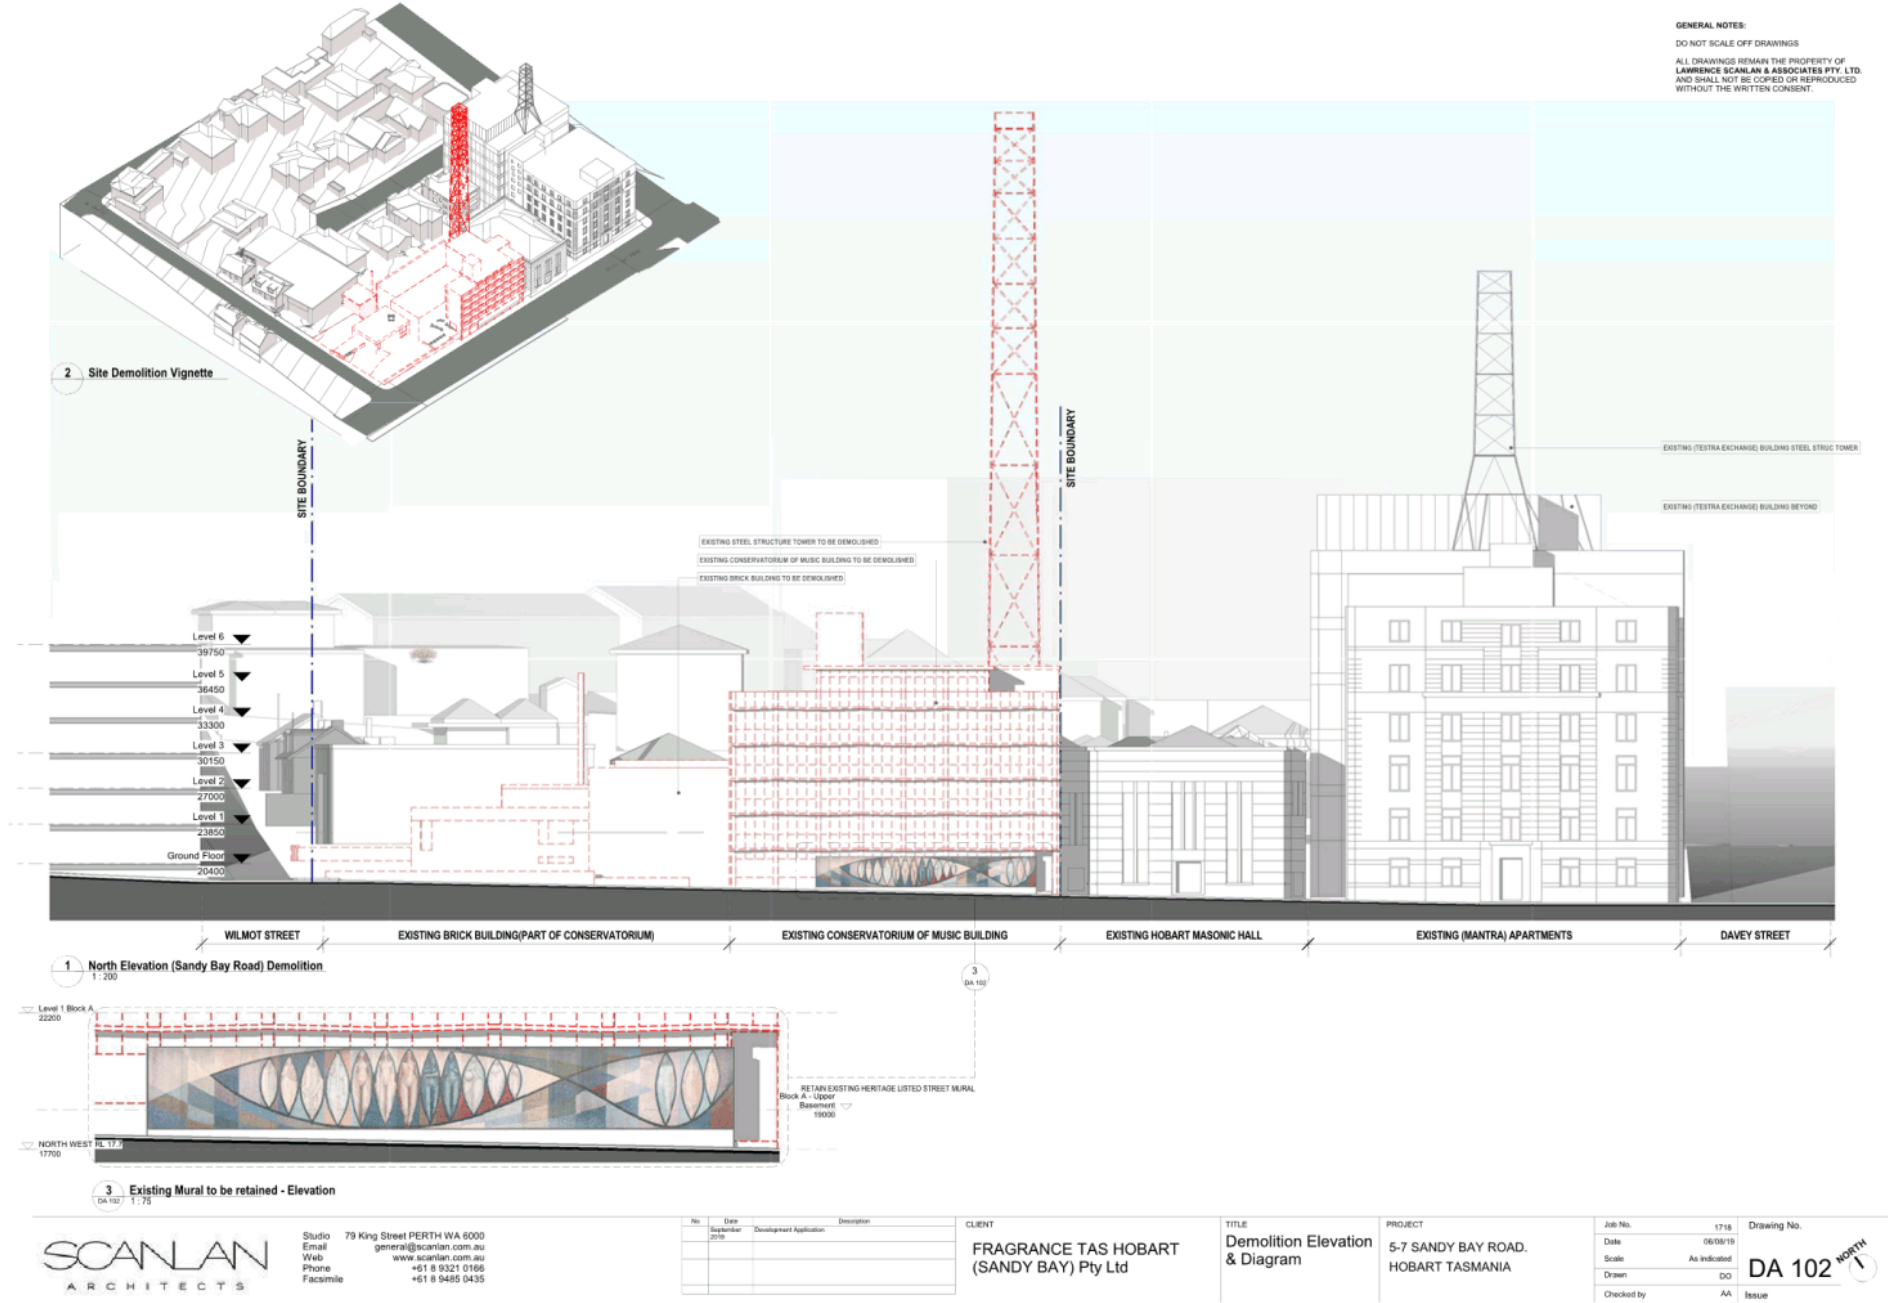 GENERAL NOTES:
DO NOT SCALE OFF DRAWINGS
ALL DRAWINGS REMAIN THE PROPERTY OF
LAWRENCE SCANLAN & ASSOCIATES PTY. LTD.
AND SHALL NOT BE COPIED OR REPRODUCED
WITHOUT THE WRITTEN CONSENT.
2 Site Demolition Vignette
SITE BOUNDARY
SITE BOUNDARY
EXISTING (TESTRA EXCHANGE) BUILDING STEEL STRUC TOWER
EXISTING (TESTRA EXCHANGE) BUILDING BEYOND
EXISTING STEEL STRUCTURE TOWER TO BE DEMOLISHED
EXISTING CONSERVATORIUM OF MUSIC BUILDING TO BE DEMOLISHED
EXISTING BRICK BUILDING TO BE DEMOLISHED
Level 6
39750
Level 5
36450
Level 4
33300
Level 3
30150
Level 2
27000
Level 1
23850
Ground Floor
20400
WILMOT STREET
EXISTING BRICK BUILDING(PART OF CONSERVATORIUM)
EXISTING CONSERVATORIUM OF MUSIC BUILDING
EXISTING HOBART MASONIC HALL
EXISTING (MANTRA) APARTMENTS
DAVEY STREET
1 North Elevation (Sandy Bay Road) Demolition
1 : 200
3
DA 102
Level 1 Block A
22200
RETAIN EXISTING HERITAGE LISTED STREET MURAL
Block A - Upper
Basement
19000
NORTH WEST RL 17.7
17700
3 Existing Mural to be retained - Elevation
DA 102 1 : 75
SCANLAN
ARCHITECTS
Studio 79 King Street PERTH WA 6000
Email general@scanlan.com.au
Web www.scanlan.com.au
Phone +61 8 9321 0166
Facsimile +61 8 9485 0435
No Date Description
September
2019
Development Application
CLIENT
FRAGRANCE TAS HOBART
(SANDY BAY) Pty Ltd
TITLE
Demolition Elevation
& Diagram
PROJECT
5-7 SANDY BAY ROAD.
HOBART TASMANIA
Job No. 1718
Date 06/08/19
Scale As indicated
Drawn DO
Checked by AA
Drawing No.
DA 102
NORTH
Issue